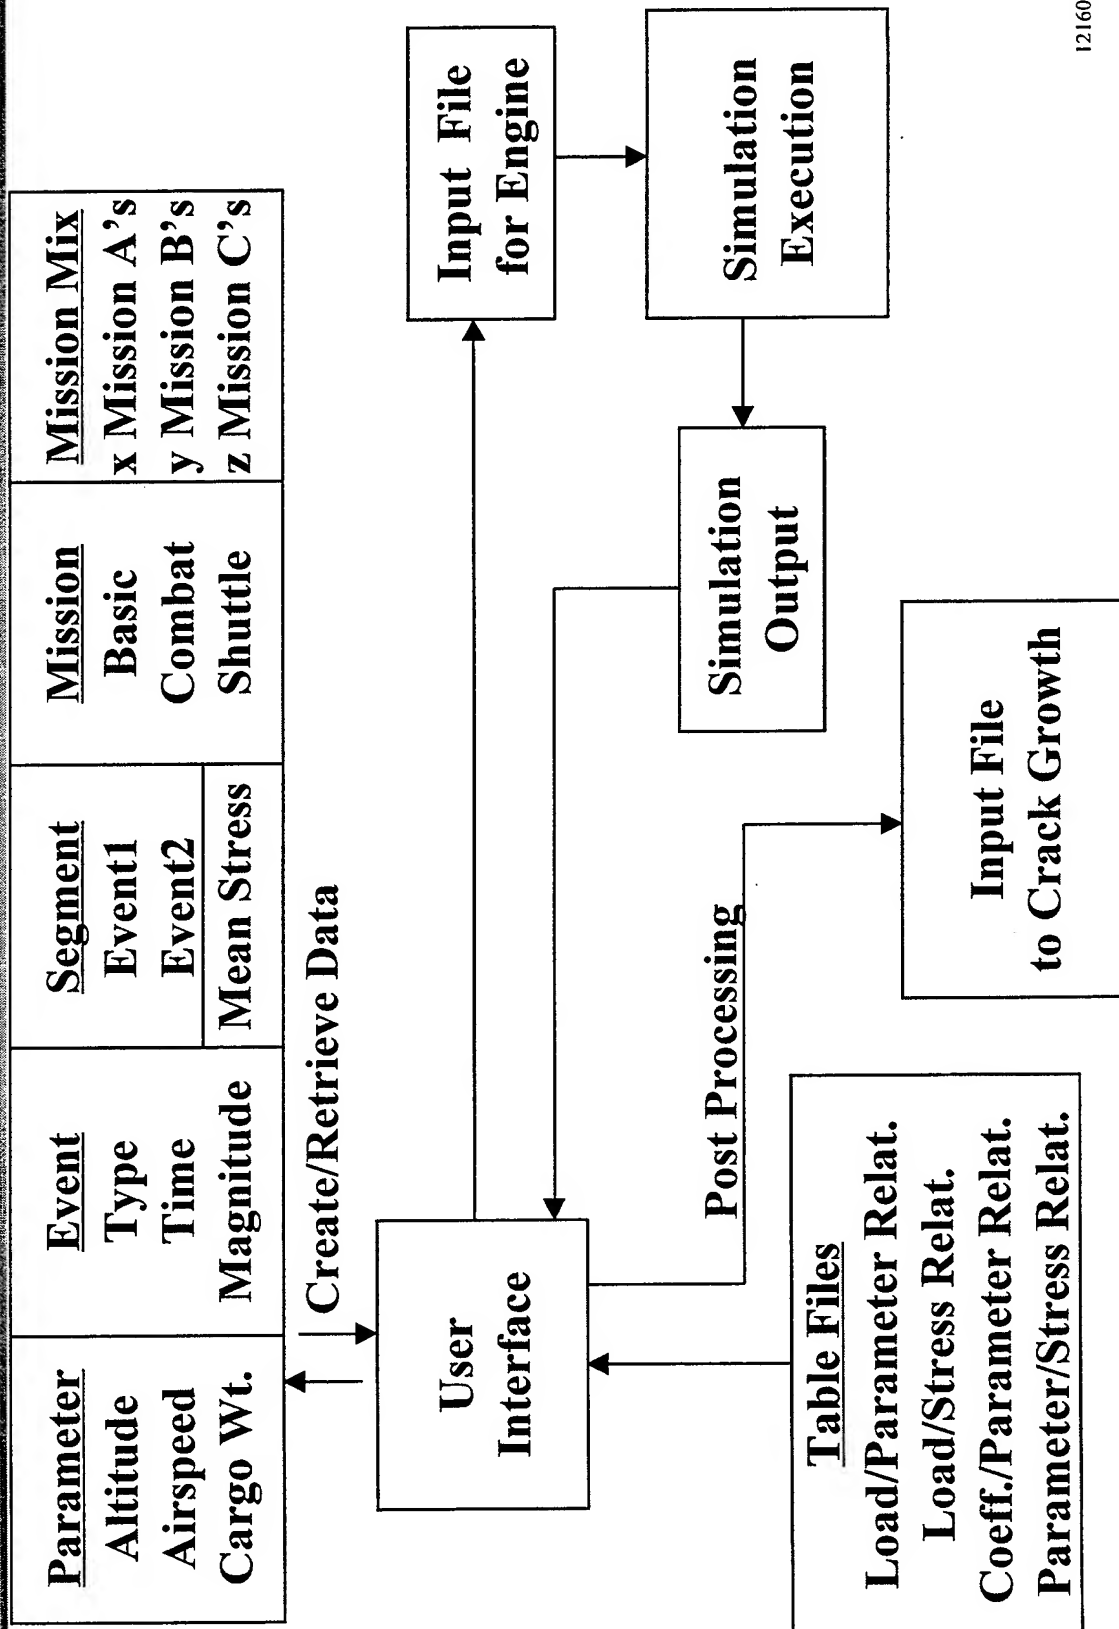 Parameter
Altitude
Airspeed
Cargo Wt.
Event
Type
Time
Magnitude
Segment
Event1
Event2
Mean Stress
Mission
Basic
Combat
Shuttle
Mission Mix
x Mission A's
y Mission B's
z Mission C's
Create/Retrieve Data
User
Interface
Input File
for Engine
Simulation
Execution
Simulation
Output
Post Processing
Table Files
Load/Parameter Relat.
Load/Stress Relat.
Coeff./Parameter Relat.
Parameter/Stress Relat.
Input File
to Crack Growth
12160